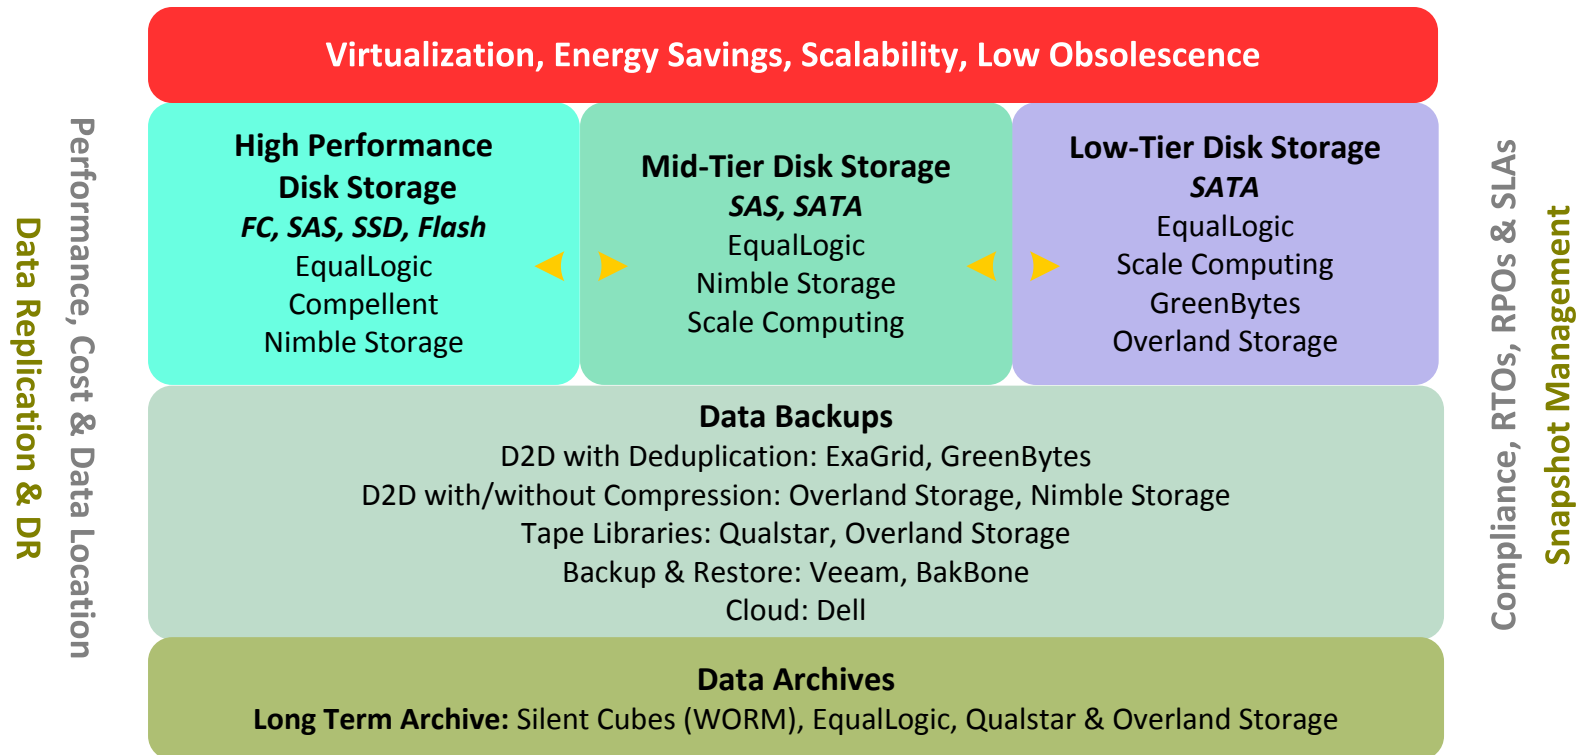 Virtualization, Energy Savings, Scalability, Low Obsolescence
Data Replication & DR
Performance, Cost & Data Location
High Performance
Disk Storage
FC, SAS, SSD, Flash
EqualLogic
Compellent
Nimble Storage
Mid-Tier Disk Storage
SAS, SATA
EqualLogic
Nimble Storage
Scale Computing
Low-Tier Disk Storage
SATA
EqualLogic
Scale Computing
GreenBytes
Overland Storage
Compliance, RTOs, RPOs & SLAs
Snapshot Management
Data Backups
D2D with Deduplication: ExaGrid, GreenBytes
D2D with/without Compression: Overland Storage, Nimble Storage
Tape Libraries: Qualstar, Overland Storage
Backup & Restore: Veeam, BakBone
Cloud: Dell
Data Archives
Long Term Archive: Silent Cubes (WORM), EqualLogic, Qualstar & Overland Storage